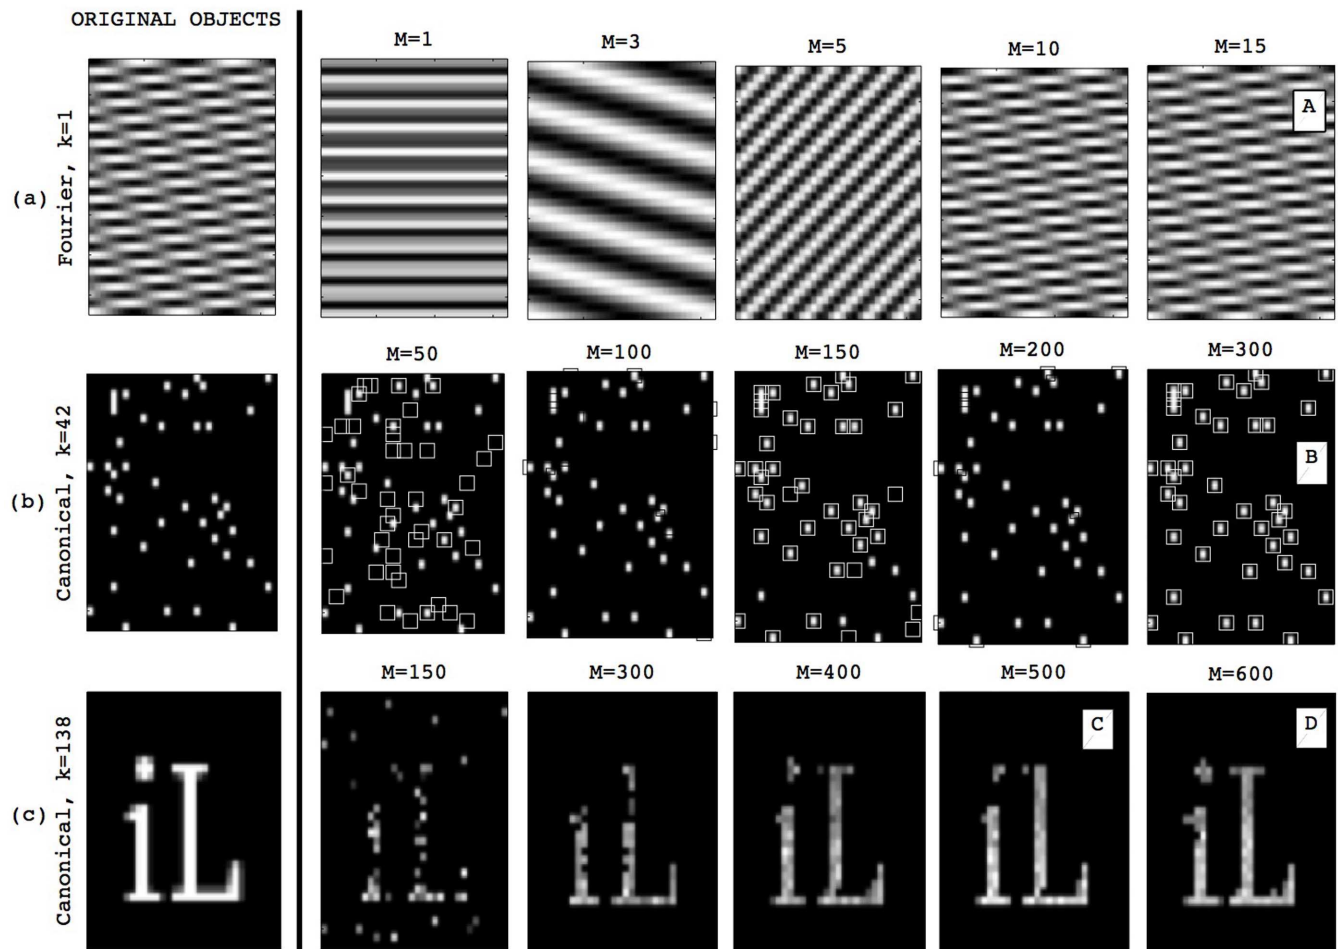 ORIGINAL OBJECTS
M=1 M=3 M=5 M=10 M=15
A
(a) Fourier, k=1
M=50 M=100 M=150 M=200 M=300
B
(b) Canonical, k=42
M=150 M=300 M=400 M=500 M=600
C D
(c) Canonical, k=138
iL